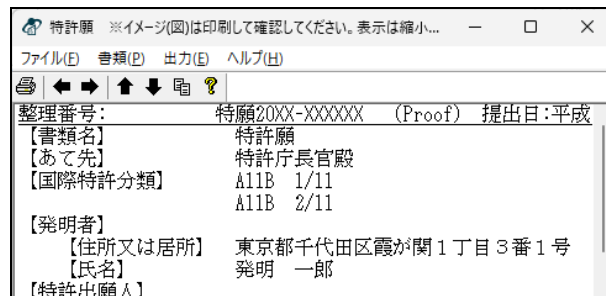 特許願 ※イメージ(図)は印刷して確認してください。表示は縮小...
ファイル(F) 書類(P) 出力(E) ヘルプ(H)
整理番号: 特願20XX-XXXXXX (Proof) 提出日:平成
【書類名】 特許願
【あて先】 特許庁長官殿
【国際特許分類】 A11B 1/11
A11B 2/11
【発明者】
【住所又は居所】 東京都千代田区霞が関1丁目3番1号
【氏名】 発明 一郎
【特許出願人】